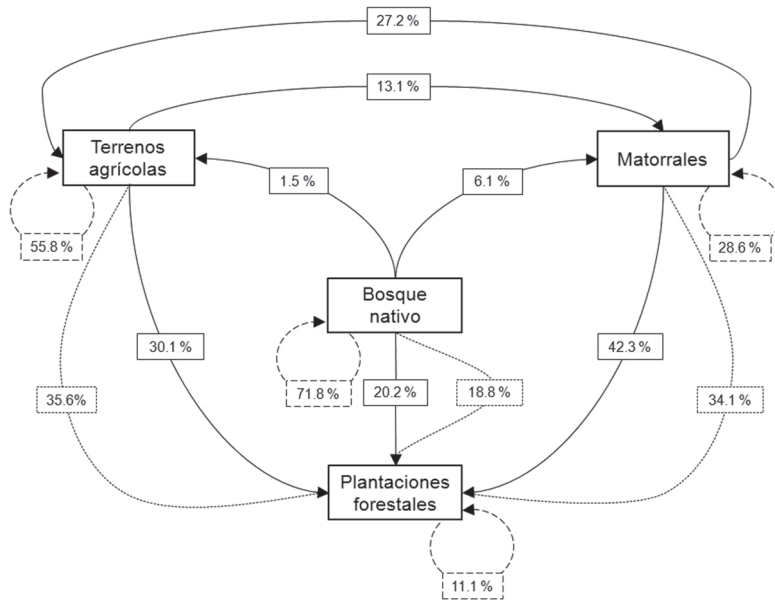 27.2 %
13.1 %
Terrenos
agrícolas
Matorrales
1.5 %
6.1 %
55.8 %
28.6 %
Bosque
nativo
30.1 %
42.3 %
71.8 %
20.2 %
18.8 %
35.6%
34.1 %
Plantaciones
forestales
11.1 %